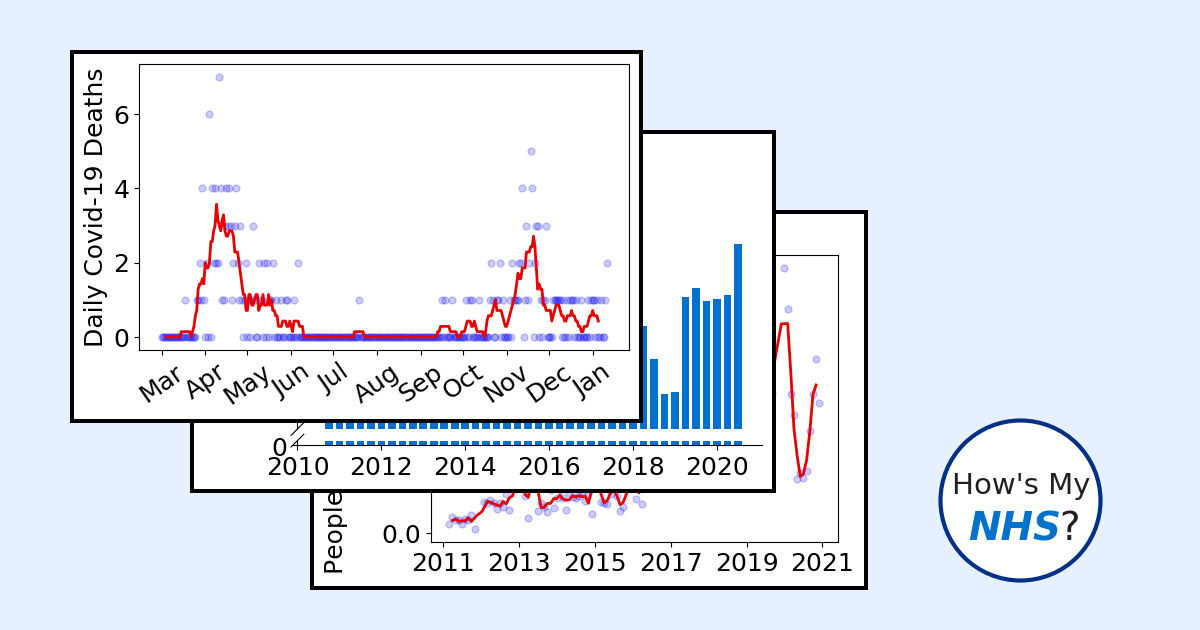 Daily Covid-19 Deaths
6
4
2
0
Mar Apr May Jun Jul Aug Sep Oct Nov Dec Jan
0
2010 2012 2014 2016 2018 2020
People
0.0
2011 2013 2015 2017 2019 2021
How's My
NHS?